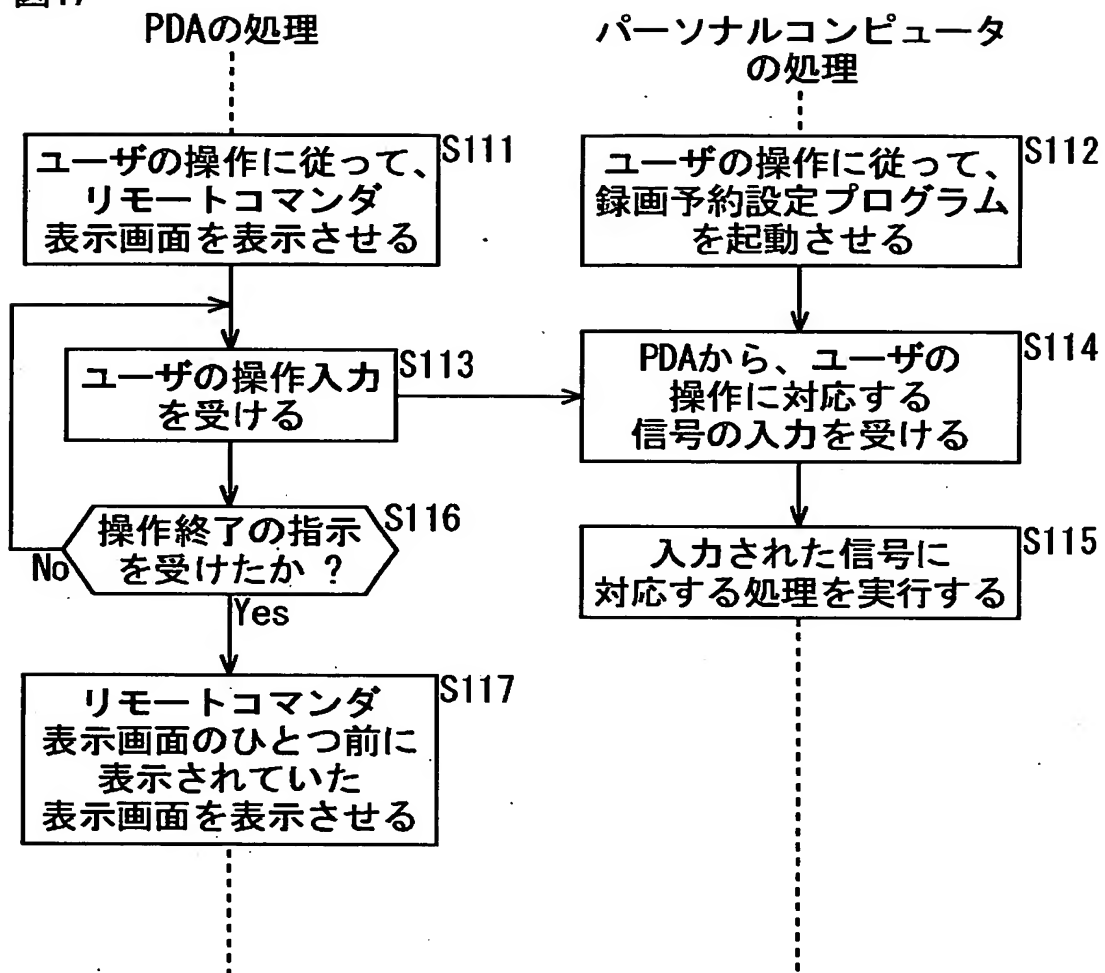 図17
PDAの処理
パーソナルコンピュータ
の処理
ユーザの操作に従って、
リモートコマンダ
表示画面を表示させる
S111
ユーザの操作に従って、
録画予約設定プログラム
を起動させる
S112
ユーザの操作入力
を受ける
S113
PDAから、ユーザの
操作に対応する
信号の入力を受ける
S114
操作終了の指示
を受けたか ?
S116
No
Yes
入力された信号に
対応する処理を実行する
S115
リモートコマンダ
表示画面のひとつ前に
表示されていた
表示画面を表示させる
S117